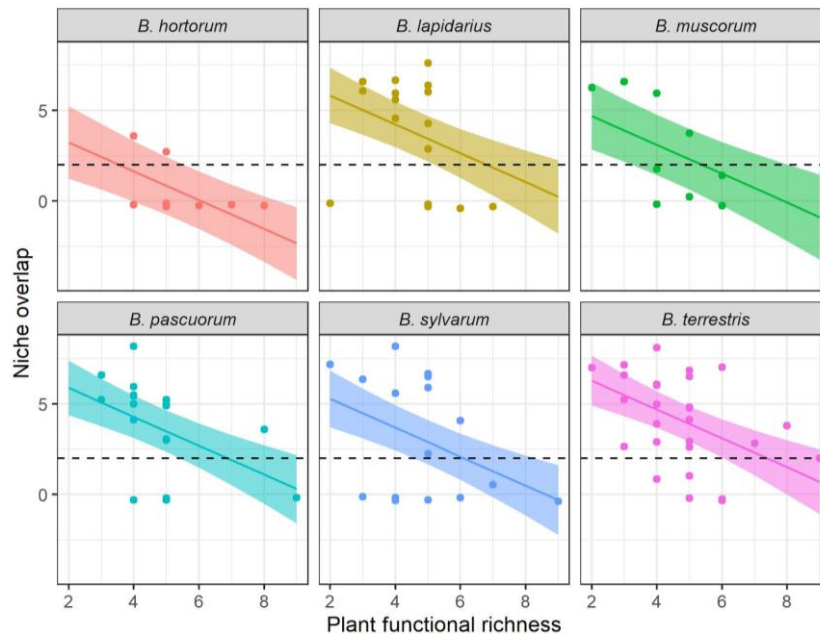 B. hortorum
B. lapidarius
B. muscorum
5
0
B. pascuorum
B. sylvarum
B. terrestris
5
0
2 4 6 8
2 4 6 8
2 4 6 8
Niche overlap
Plant functional richness